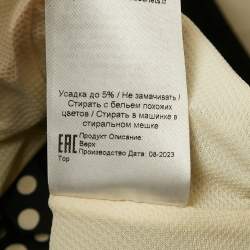 Усадка до 5% / Не замачивать /
Стирать с бельем похожих
цветов / Стирать в машинке в
стиральном мешке
EAC Продукт Описание:
Верх
Производство Дата: 08-2023
Top